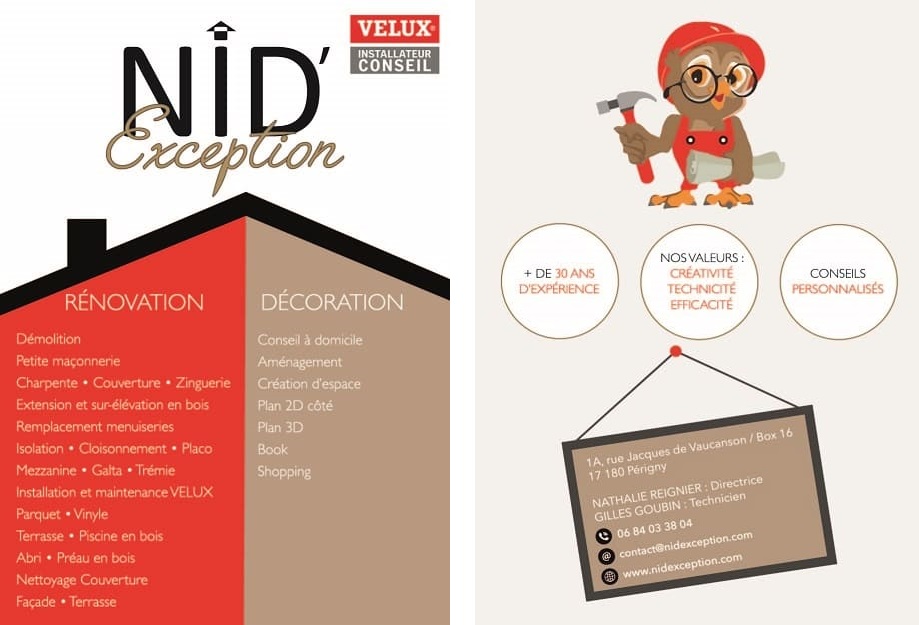 NID'
Exception
VELUX®
INSTALLATEUR
CONSEIL
RÉNOVATION
Démolition
Petite maçonnerie
Charpente • Couverture • Zinguerie
Extension et sur-élévation en bois
Remplacement menuiseries
Isolation • Cloisonnement • Placo
Mezzanine • Galta • Trémie
Installation et maintenance VELUX
Parquet • Vinyle
Terrasse • Piscine en bois
Abri • Préau en bois
Nettoyage Couverture
Façade • Terrasse
DÉCORATION
Conseil à domicile
Aménagement
Création d'espace
Plan 2D côté
Plan 3D
Book
Shopping
+ DE 30 ANS
D'EXPÉRIENCE
NOS VALEURS :
CRÉATIVITÉ
TECHNICITÉ
EFFICACITÉ
CONSEILS
PERSONNALISÉS
1A, rue Jacques de Vaucanson / Box 16
17 180 Périgny
NATHALIE REIGNIER : Directrice
GILLES GOUBIN : Technicien
06 84 03 38 04
@ contact@nidexception.com
www.nidexception.com